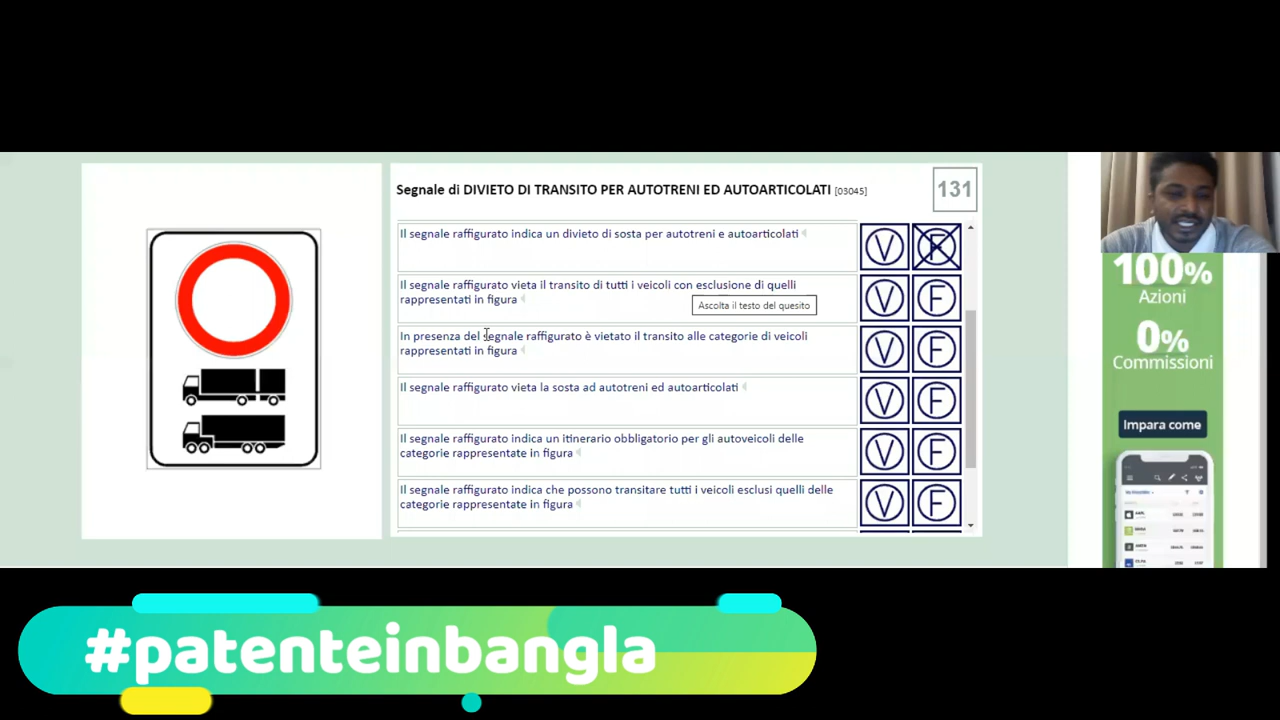 Segnale di DIVIETO DI TRANSITO PER AUTOTRENI ED AUTOARTICOLATI [03045]
131
Il segnale raffigurato indica un divieto di sosta per autotreni e autoarticolati
V F
Il segnale raffigurato vieta il transito di tutti i veicoli con esclusione di quelli
rappresentati in figura
V F
Ascolta il testo del quesito
In presenza del segnale raffigurato è vietato il transito alle categorie di veicoli
rappresentati in figura
V F
Il segnale raffigurato vieta la sosta ad autotreni ed autoarticolati
V F
Il segnale raffigurato indica un itinerario obbligatorio per gli autoveicoli delle
categorie rappresentate in figura
V F
Il segnale raffigurato indica che possono transitare tutti i veicoli esclusi quelli delle
categorie rappresentate in figura
V F
100%
Azioni
0%
Commissioni
Impara come
#patenteinbangla